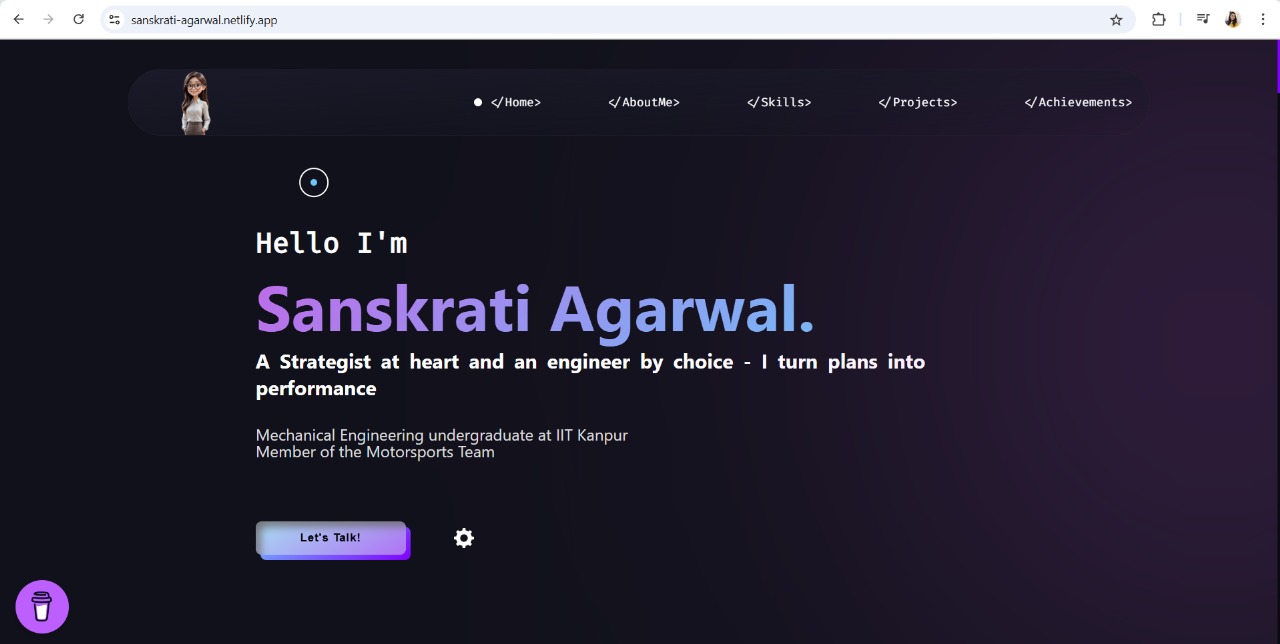 sanskrati-agarwal.netlify.app
</Home> </AboutMe> </Skills> </Projects> </Achievements>
Hello I'm
Sanskrati Agarwal.
A Strategist at heart and an engineer by choice - I turn plans into
performance
Mechanical Engineering undergraduate at IIT Kanpur
Member of the Motorsports Team
Let's Talk!